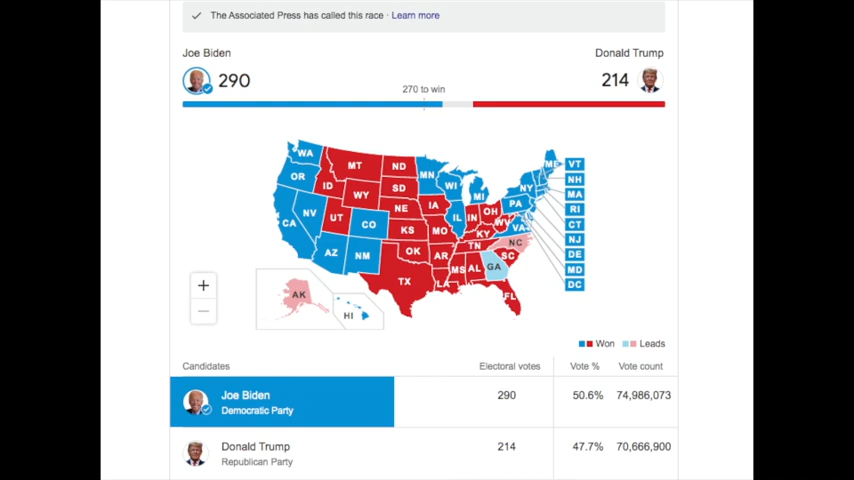 The Associated Press has called this race · Learn more
Joe Biden
Donald Trump
290
214
270 to win
WA
MT
ND
MN
ME
VT
OR
ID
SD
WI
MI
NY
NH
WY
MA
NV
NE
IA
PA
RI
CA
UT
CO
IL
IN
OH
WV
VA
CT
KS
MO
KY
NJ
AZ
NM
OK
AR
TN
NC
DE
SC
MD
TX
MS
AL
GA
LA
DC
FL
AK
HI
+
−
Won
Leads
Candidates
Electoral votes
Vote %
Vote count
Joe Biden
Democratic Party
290
50.6%
74,986,073
Donald Trump
Republican Party
214
47.7%
70,666,900